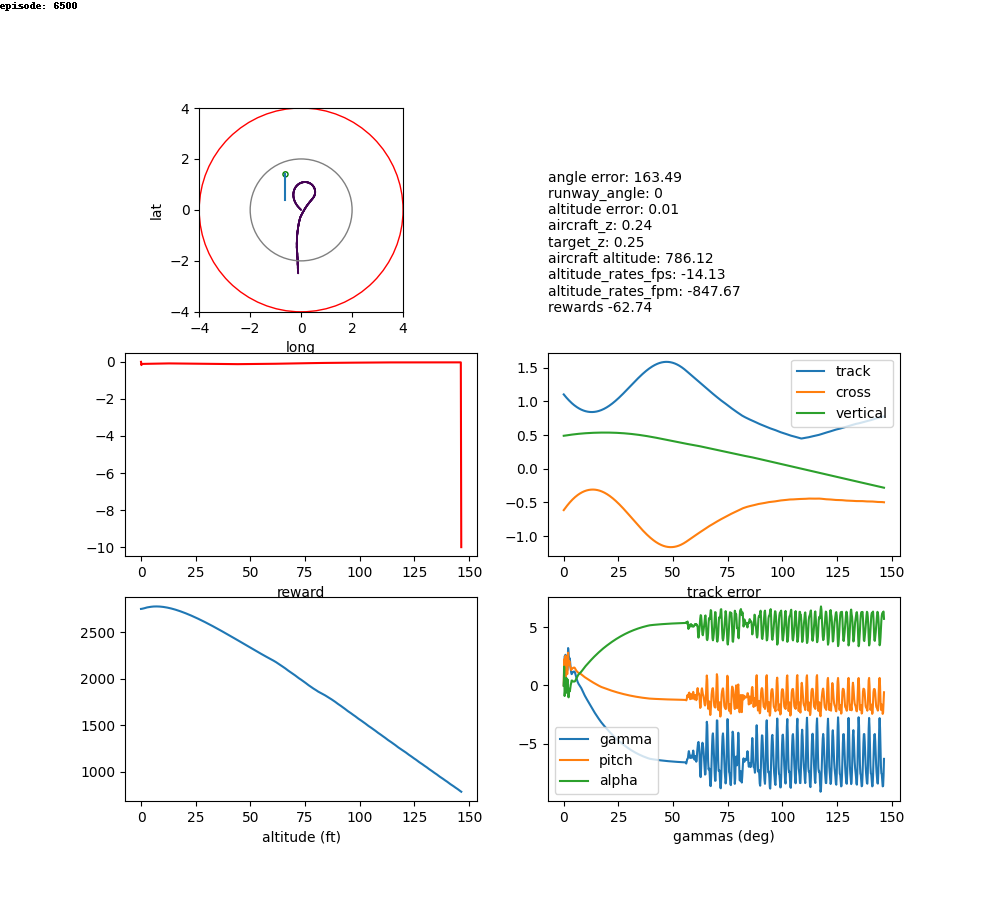 episode: 6500
4
2
0
−2
−4
lat
−4 −2 0 2 4
long
angle error: 163.49
runway_angle: 0
altitude error: 0.01
aircraft_z: 0.24
target_z: 0.25
aircraft altitude: 786.12
altitude_rates_fps: -14.13
altitude_rates_fpm: -847.67
rewards -62.74
0
−2
−4
−6
−8
−10
0 25 50 75 100 125 150
reward
1.5
1.0
0.5
0.0
−0.5
−1.0
track
cross
vertical
0 25 50 75 100 125 150
track error
2500
2000
1500
1000
0 25 50 75 100 125 150
altitude (ft)
5
0
−5
gamma
pitch
alpha
0 25 50 75 100 125 150
gammas (deg)